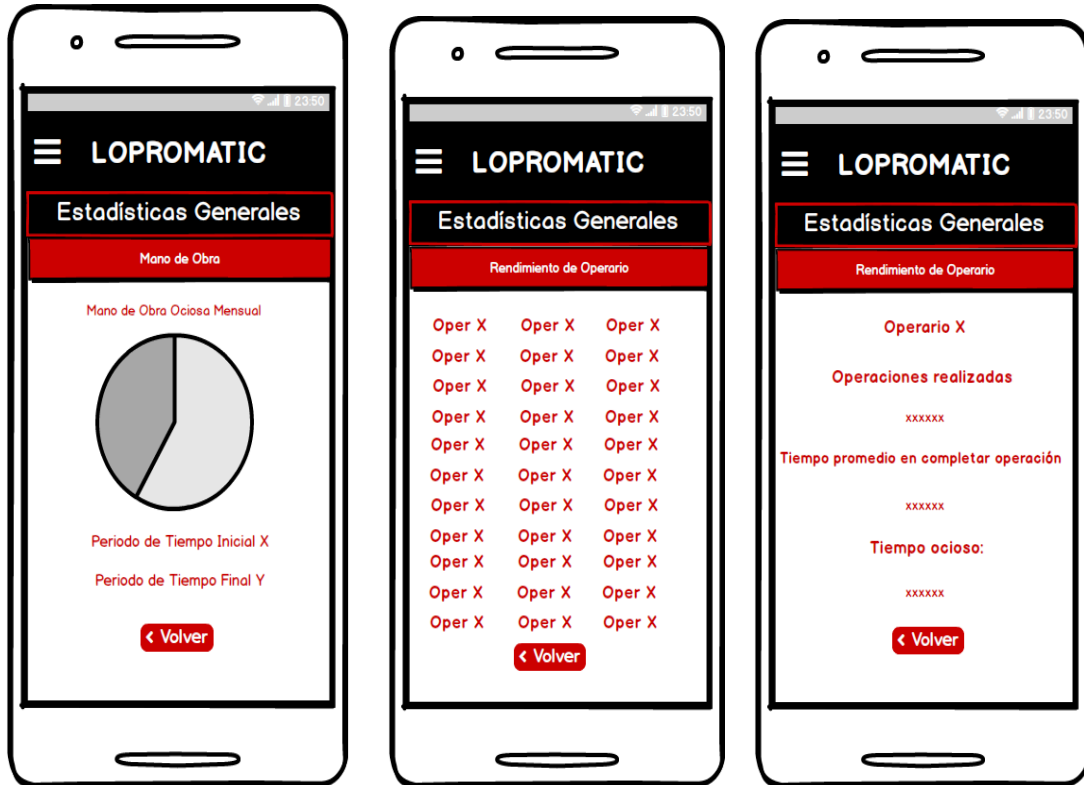 23:50
LOPROMATIC
Estadísticas Generales
Mano de Obra
Mano de Obra Ociosa Mensual
Periodo de Tiempo Inicial X
Periodo de Tiempo Final Y
Volver
23:50
LOPROMATIC
Estadísticas Generales
Rendimiento de Operario
Oper X Oper X Oper X
Oper X Oper X Oper X
Oper X Oper X Oper X
Oper X Oper X Oper X
Oper X Oper X Oper X
Oper X Oper X Oper X
Oper X Oper X Oper X
Oper X Oper X Oper X
Oper X Oper X Oper X
Oper X Oper X Oper X
Oper X Oper X Oper X
Volver
23:50
LOPROMATIC
Estadísticas Generales
Rendimiento de Operario
Operario X
Operaciones realizadas
xxxxxx
Tiempo promedio en completar operación
xxxxxx
Tiempo ocioso:
xxxxxx
Volver